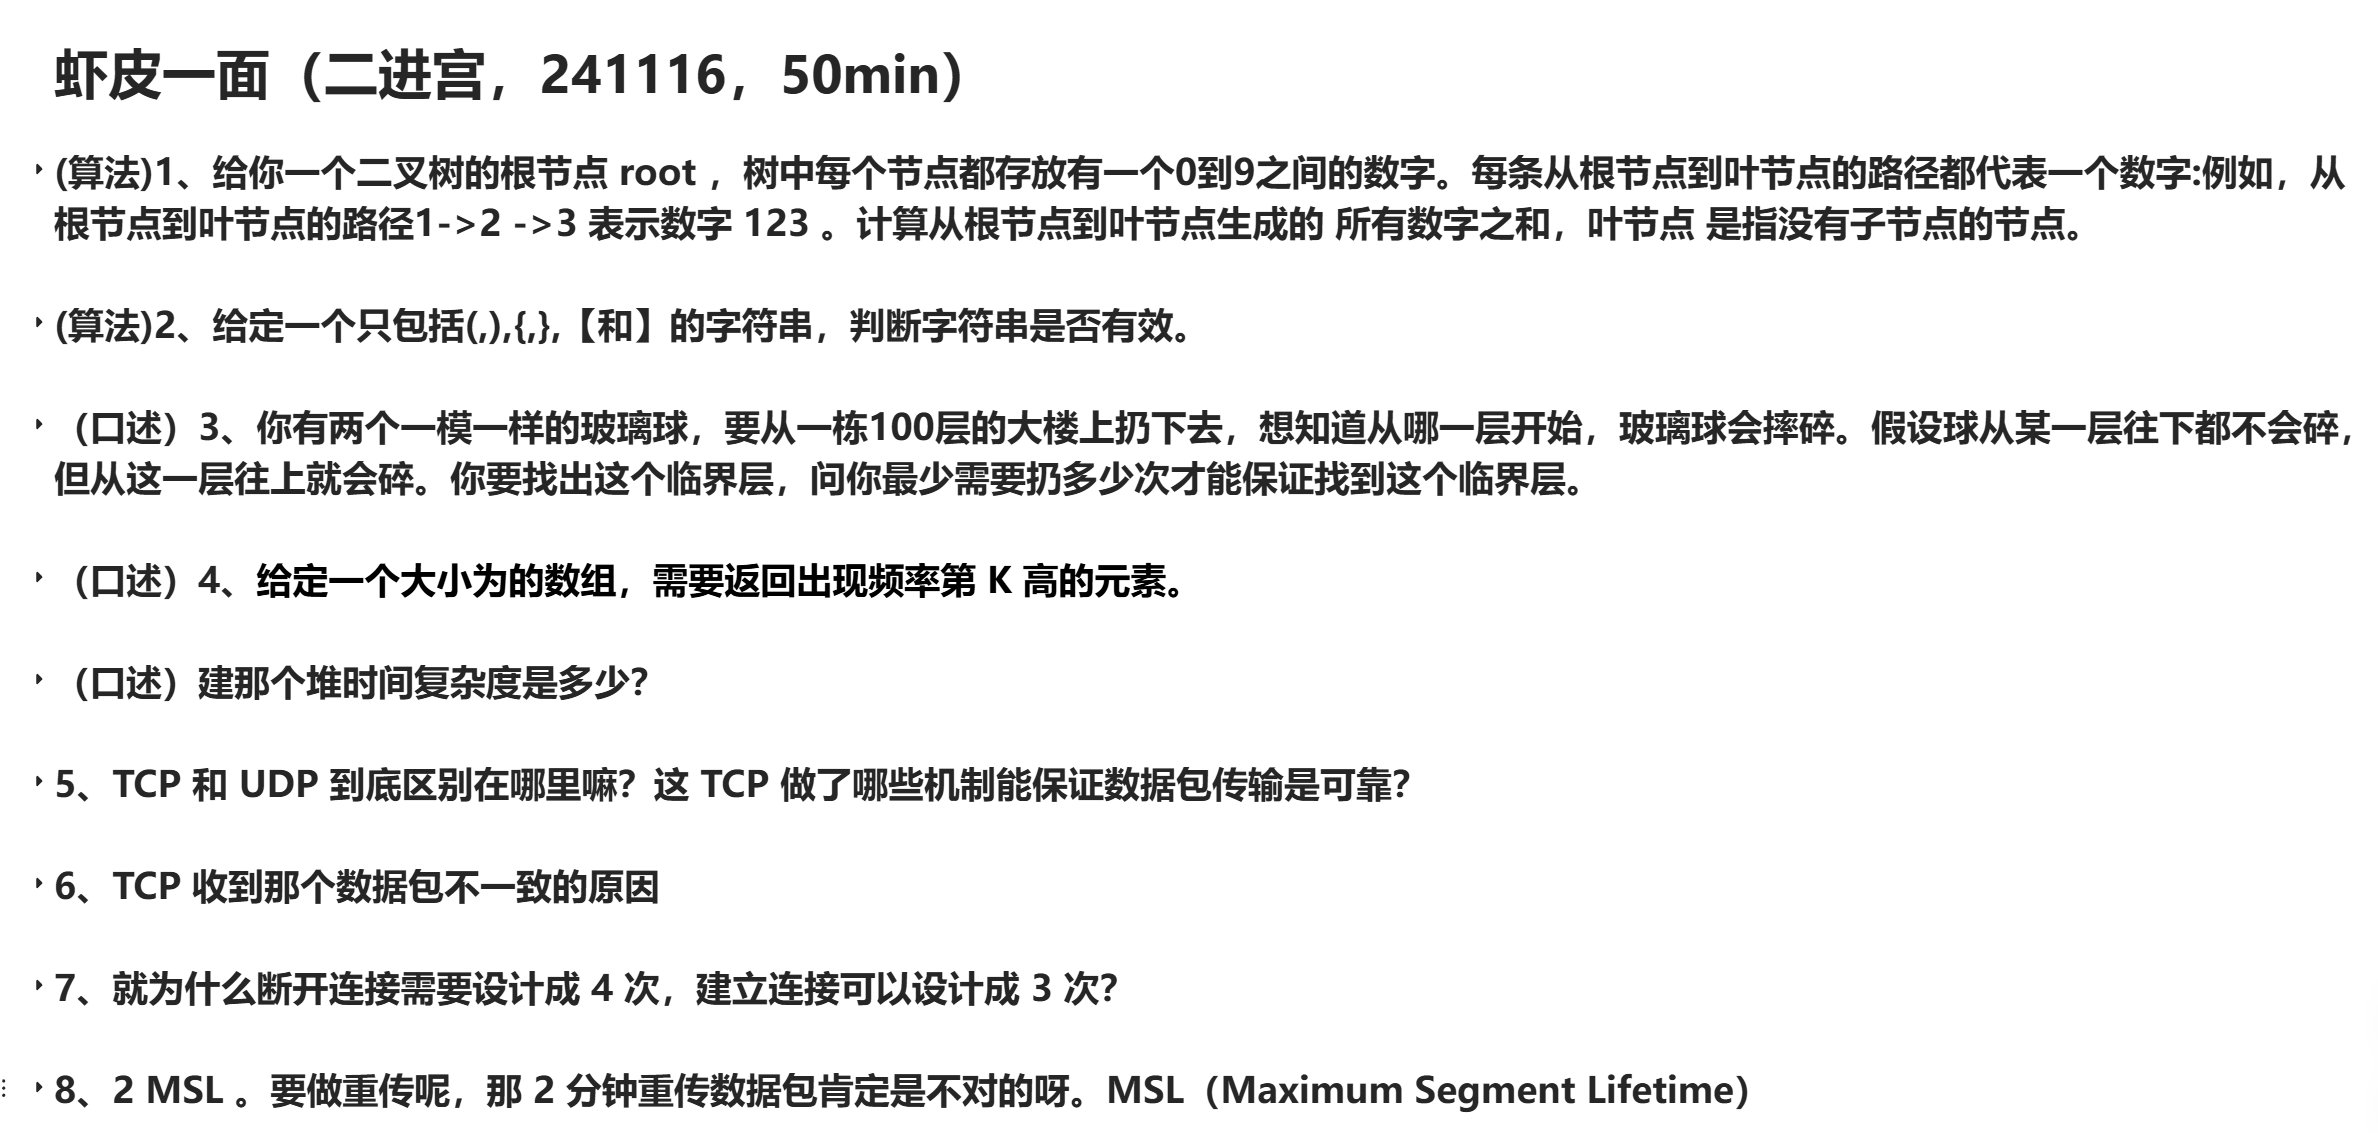 虾皮一面（二进宫，241116，50min）
(算法)1、给你一个二叉树的根节点 root ，树中每个节点都存放有一个0到9之间的数字。每条从根节点到叶节点的路径都代表一个数字:例如，从
根节点到叶节点的路径1->2 ->3 表示数字 123 。计算从根节点到叶节点生成的 所有数字之和，叶节点 是指没有子节点的节点。
(算法)2、给定一个只包括(,),{,},【和】的字符串，判断字符串是否有效。
（口述）3、你有两个一模一样的玻璃球，要从一栋100层的大楼上扔下去，想知道从哪一层开始，玻璃球会摔碎。假设球从某一层往下都不会碎，
但从这一层往上就会碎。你要找出这个临界层，问你最少需要扔多少次才能保证找到这个临界层。
（口述）4、给定一个大小为的数组，需要返回出现频率第 K 高的元素。
（口述）建那个堆时间复杂度是多少？
5、TCP 和 UDP 到底区别在哪里嘛？这 TCP 做了哪些机制能保证数据包传输是可靠？
6、TCP 收到那个数据包不一致的原因
7、就为什么断开连接需要设计成 4 次，建立连接可以设计成 3 次？
8、2 MSL 。要做重传呢，那 2 分钟重传数据包肯定是不对的呀。MSL（Maximum Segment Lifetime）